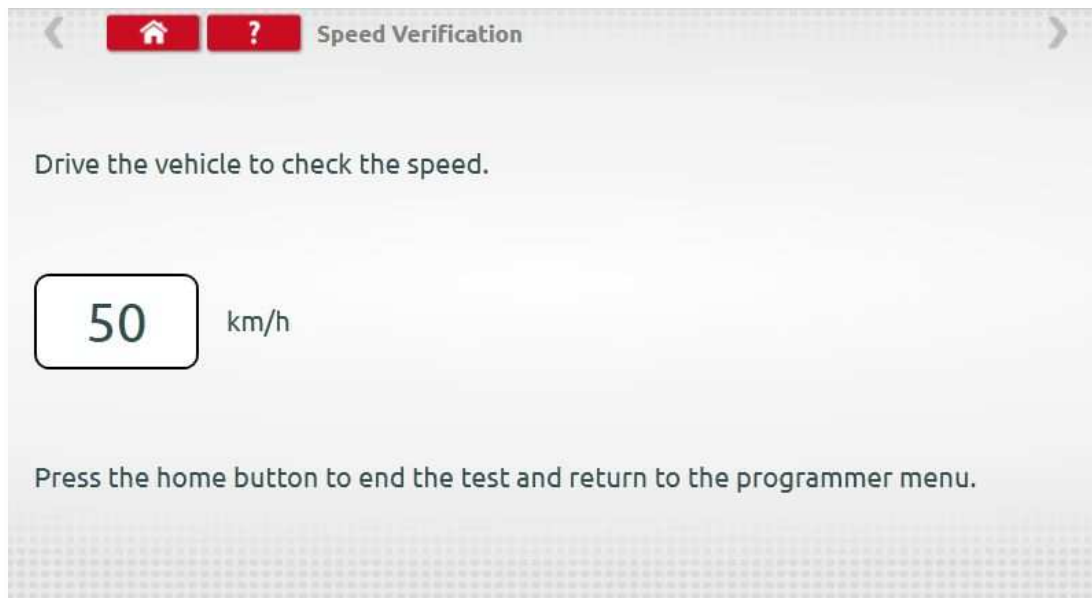 ? Speed Verification
Drive the vehicle to check the speed.
50 km/h
Press the home button to end the test and return to the programmer menu.